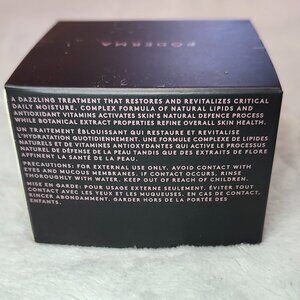 FODERMA
A DAZZLING TREATMENT THAT RESTORES AND REVITALIZES CRITICAL
DAILY MOISTURE. COMPLEX FORMULA OF NATURAL LIPIDS AND
ANTIOXIDANT VITAMINS ACTIVATES SKIN'S NATURAL DEFENCE PROCESS
WHILE BOTANICAL EXTRACT PROPERTIES REFINE OVERALL SKIN HEALTH.
UN TRAITEMENT ÉBLOUISSANT QUI RESTAURE ET REVITALISE
L'HYDRATATION QUOTIDIENNEMENT. UNE FORMULE COMPLEXE DE LIPIDES
NATURELS ET DE VITAMINES ANTIOXYDANTES QUI ACTIVE LE PROCESSUS
NATUREL DE DÉFENSE DE LA PEAU TANDIS QUE DES EXTRAITS DE FLORE
AFFINENT LA SANTÉ DE LA PEAU.
PRECAUTIONS: FOR EXTERNAL USE ONLY. AVOID CONTACT WITH
EYES AND MUCOUS MEMBRANES. IF CONTACT OCCURS, RINSE
THOROUGHLY WITH WATER. KEEP OUT OF REACH OF CHILDREN.
MISE EN GARDE: POUR USAGE EXTERNE SEULEMENT. ÉVITER TOUT
CONTACT AVEC LES YEUX ET LES MUQUEUSES. EN CAS DE CONTACT,
RINCER ABONDAMMENT. GARDER HORS DE LA PORTÉE DES
ENFANTS.